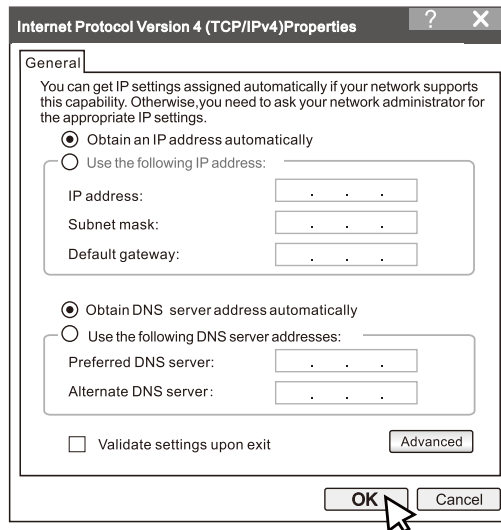 Internet Protocol Version 4 (TCP/IPv4)Properties ? X
General
You can get IP settings assigned automatically if your network supports
this capability. Otherwise,you need to ask your network administrator for
the appropriate IP settings.
Obtain an IP address automatically
Use the following IP address:
IP address: . . .
Subnet mask: . . .
Default gateway: . . .
Obtain DNS server address automatically
Use the following DNS server addresses:
Preferred DNS server: . . .
Alternate DNS server: . . .
Validate settings upon exit
Advanced
OK
Cancel